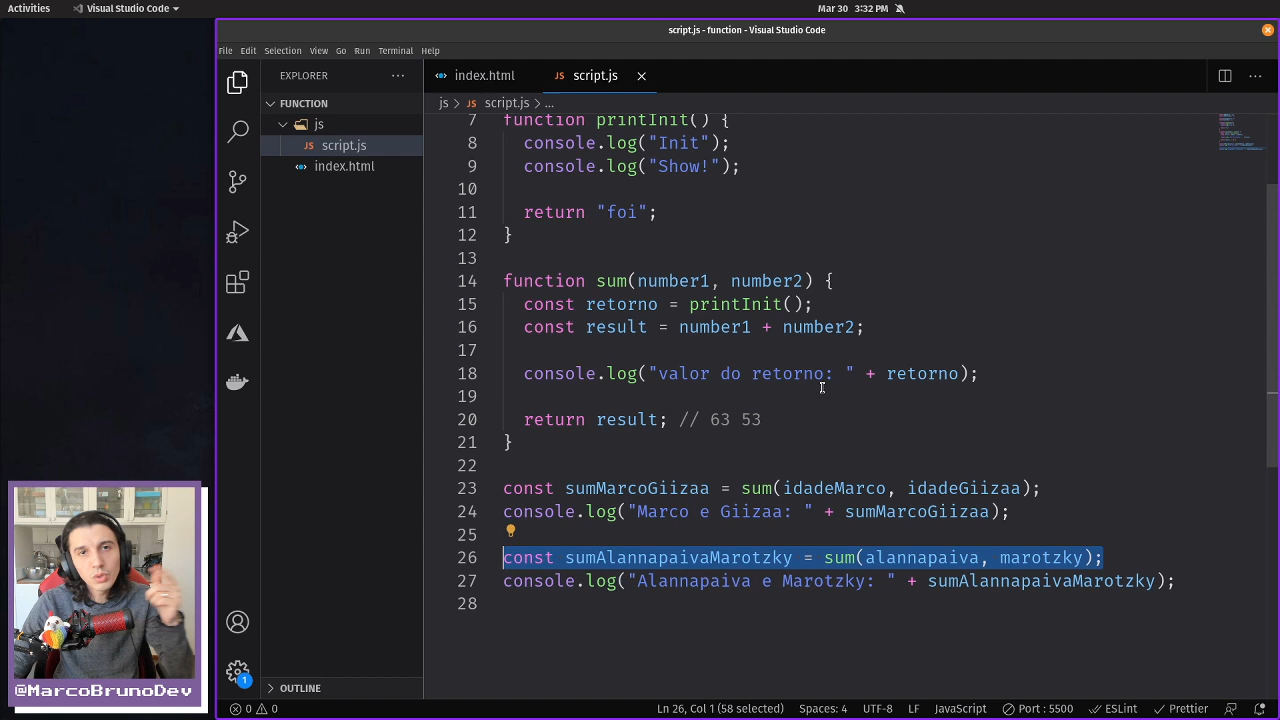 Activities
Visual Studio Code
Mar 30 3:32 PM
script.js - function - Visual Studio Code
File Edit Selection View Go Run Terminal Help
EXPLORER
FUNCTION
js
script.js
index.html
OUTLINE
index.html
JS script.js
js > JS script.js > ...
7 function printInit() {
8 console.log("Init");
9 console.log("Show!");
10
11 return "foi";
12 }
13
14 function sum(number1, number2) {
15 const retorno = printInit();
16 const result = number1 + number2;
17
18 console.log("valor do retorno: " + retorno);
19
20 return result; // 63 53
21 }
22
23 const sumMarcoGiizaa = sum(idadeMarco, idadeGiizaa);
24 console.log("Marco e Giizaa: " + sumMarcoGiizaa);
25
26 const sumAlannapaivaMarotzky = sum(alannapaiva, marotzky);
27 console.log("Alannapaiva e Marotzky: " + sumAlannapaivaMarotzky);
28
1
@MarcoBrunoDev
0 0
Ln 26, Col 1 (58 selected) Spaces: 4 UTF-8 LF JavaScript Port : 5500 ESLint Prettier